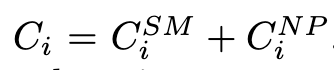 C_i = C_i^{SM} + C_i^{NP}.